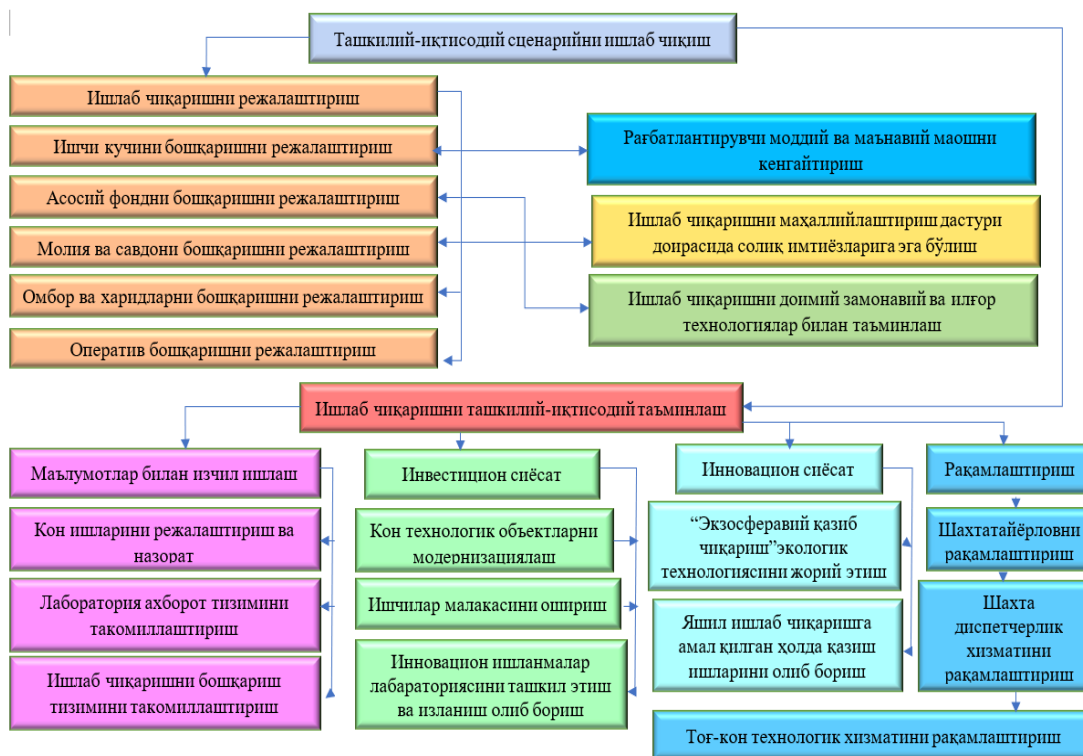 Ташкилий-иқтисодий сценарийни ишлаб чиқиш
Ишлаб чиқаришни режалаштириш
Ишчи кучини бошқаришни режалаштириш
Асосий фондни бошқаришни режалаштириш
Молия ва савдони бошқаришни режалаштириш
Омбор ва харидларни бошқаришни режалаштириш
Оператив бошқаришни режалаштириш
Рағбатлантирувчи моддий ва маънавий маошни
кенгайтириш
Ишлаб чиқаришни маҳаллийлаштириш дастури
доирасида солиқ имтиёзларига эга бўлиш
Ишлаб чиқаришни доимий замонавий ва илғор
технологиялар билан таъминлаш
Ишлаб чиқаришни ташкилий-иқтисодий таъминлаш
Маълумотлар билан изчил ишлаш
Кон ишларини режалаштириш ва
назорат
Лаборатория ахборот тизимини
такомиллаштириш
Ишлаб чиқаришни бошқариш
тизимини такомиллаштириш
Инвестицион сиёсат
Кон технологик объектларни
модернизациялаш
Ишчилар малакасини ошириш
Инновацион ишланмалар
лабараториясини ташкил этиш
ва изланиш олиб бориш
Инновацион сиёсат
“Экзосферавий қазиб
чиқариш”экологик
технологиясини жорий этиш
Яшил ишлаб чиқаришга
амал қилган ҳолда қазиш
ишларини олиб бориш
Рақамлаштириш
Шахтатайёрловни
рақамлаштириш
Шахта
диспетчерлик
хизматини
рақамлаштириш
Тоғ-кон технологик хизматини рақамлаштириш